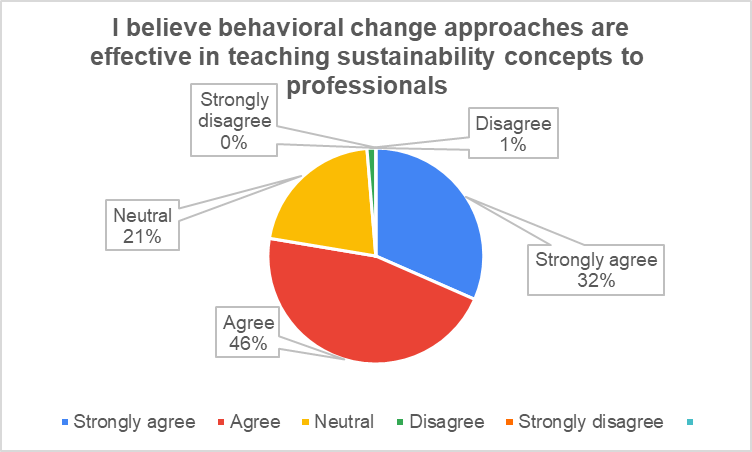 I believe behavioral change approaches are
effective in teaching sustainability concepts to
professionals
Strongly
disagree
0%
Disagree
1%
Neutral
21%
Strongly agree
32%
Agree
46%
Strongly agree Agree Neutral Disagree Strongly disagree